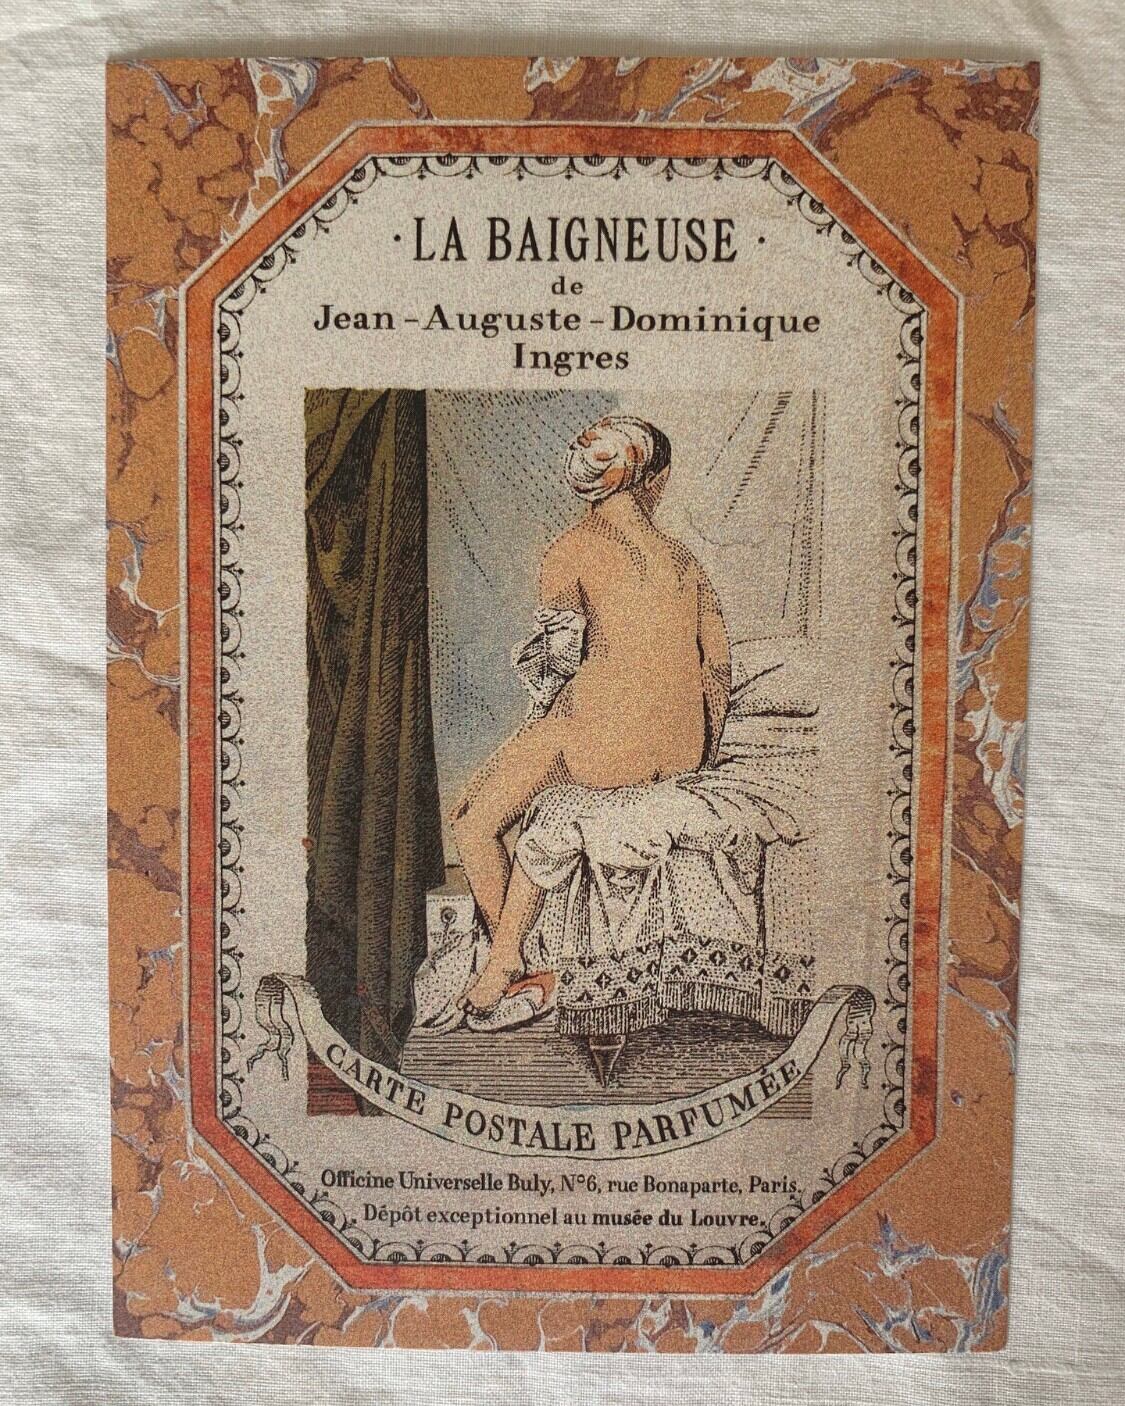 · LA BAIGNEUSE ·
de
Jean-Auguste-Dominique
Ingres
CARTE POSTALE PARFUMÉE
Officine Universelle Buly, N°6, rue Bonaparte, Paris.
Dépôt exceptionnel au musée du Louvre.